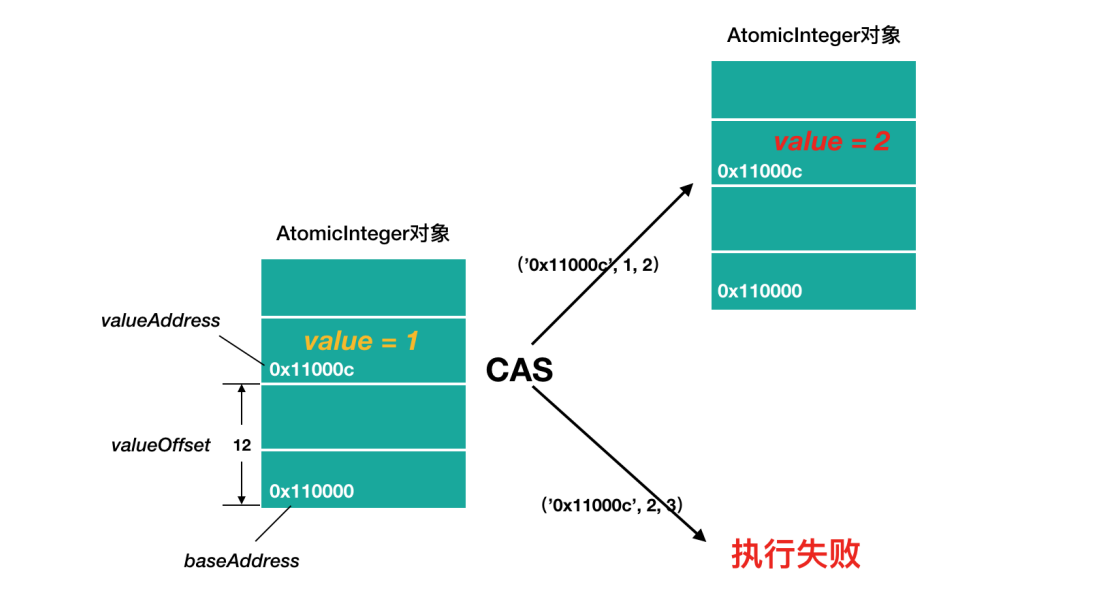 AtomicInteger对象
value = 2
0x11000c
0x110000
AtomicInteger对象
valueAddress
value = 1
0x11000c
valueOffset
12
0x110000
baseAddress
CAS
(’0x11000c’, 1, 2)
(’0x11000c’, 2, 3)
执行失败